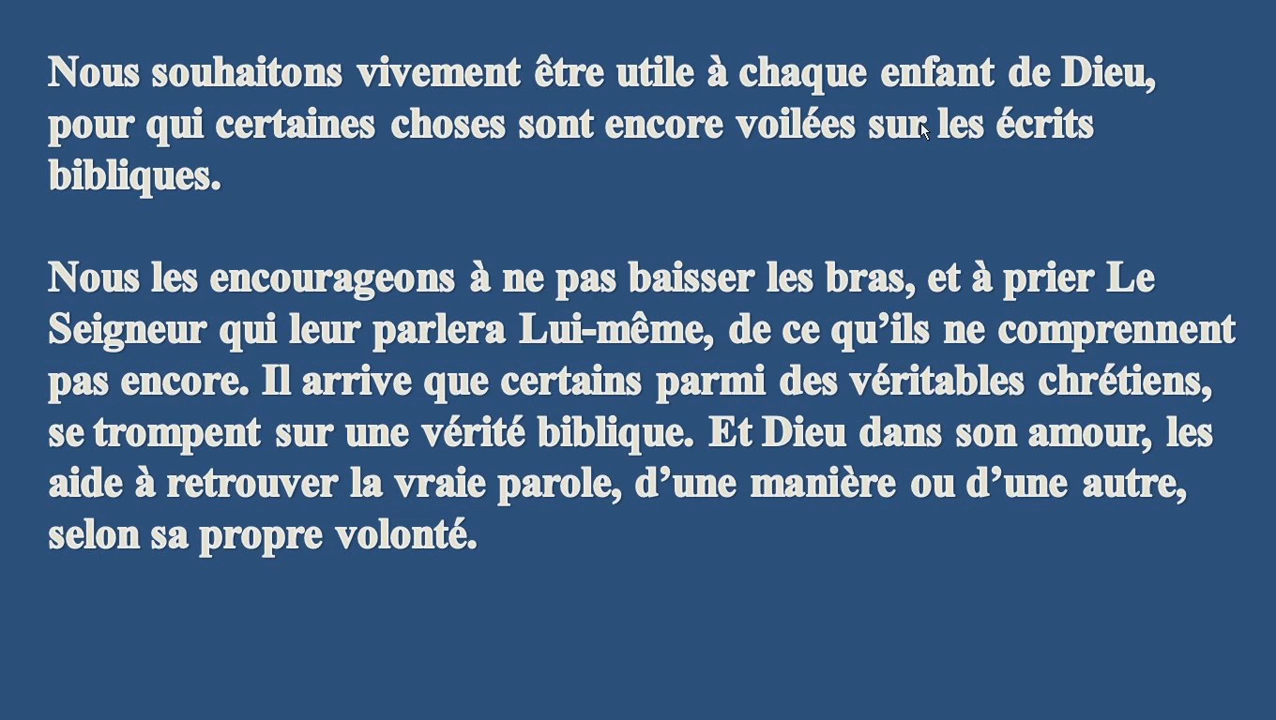 Nous souhaitons vivement être utile à chaque enfant de Dieu,
pour qui certaines choses sont encore voilées sur les écrits
bibliques.
Nous les encourageons à ne pas baisser les bras, et à prier Le
Seigneur qui leur parlera Lui-même, de ce qu’ils ne comprennent
pas encore. Il arrive que certains parmi des véritables chrétiens,
se trompent sur une vérité biblique. Et Dieu dans son amour, les
aide à retrouver la vraie parole, d’une manière ou d’une autre,
selon sa propre volonté.